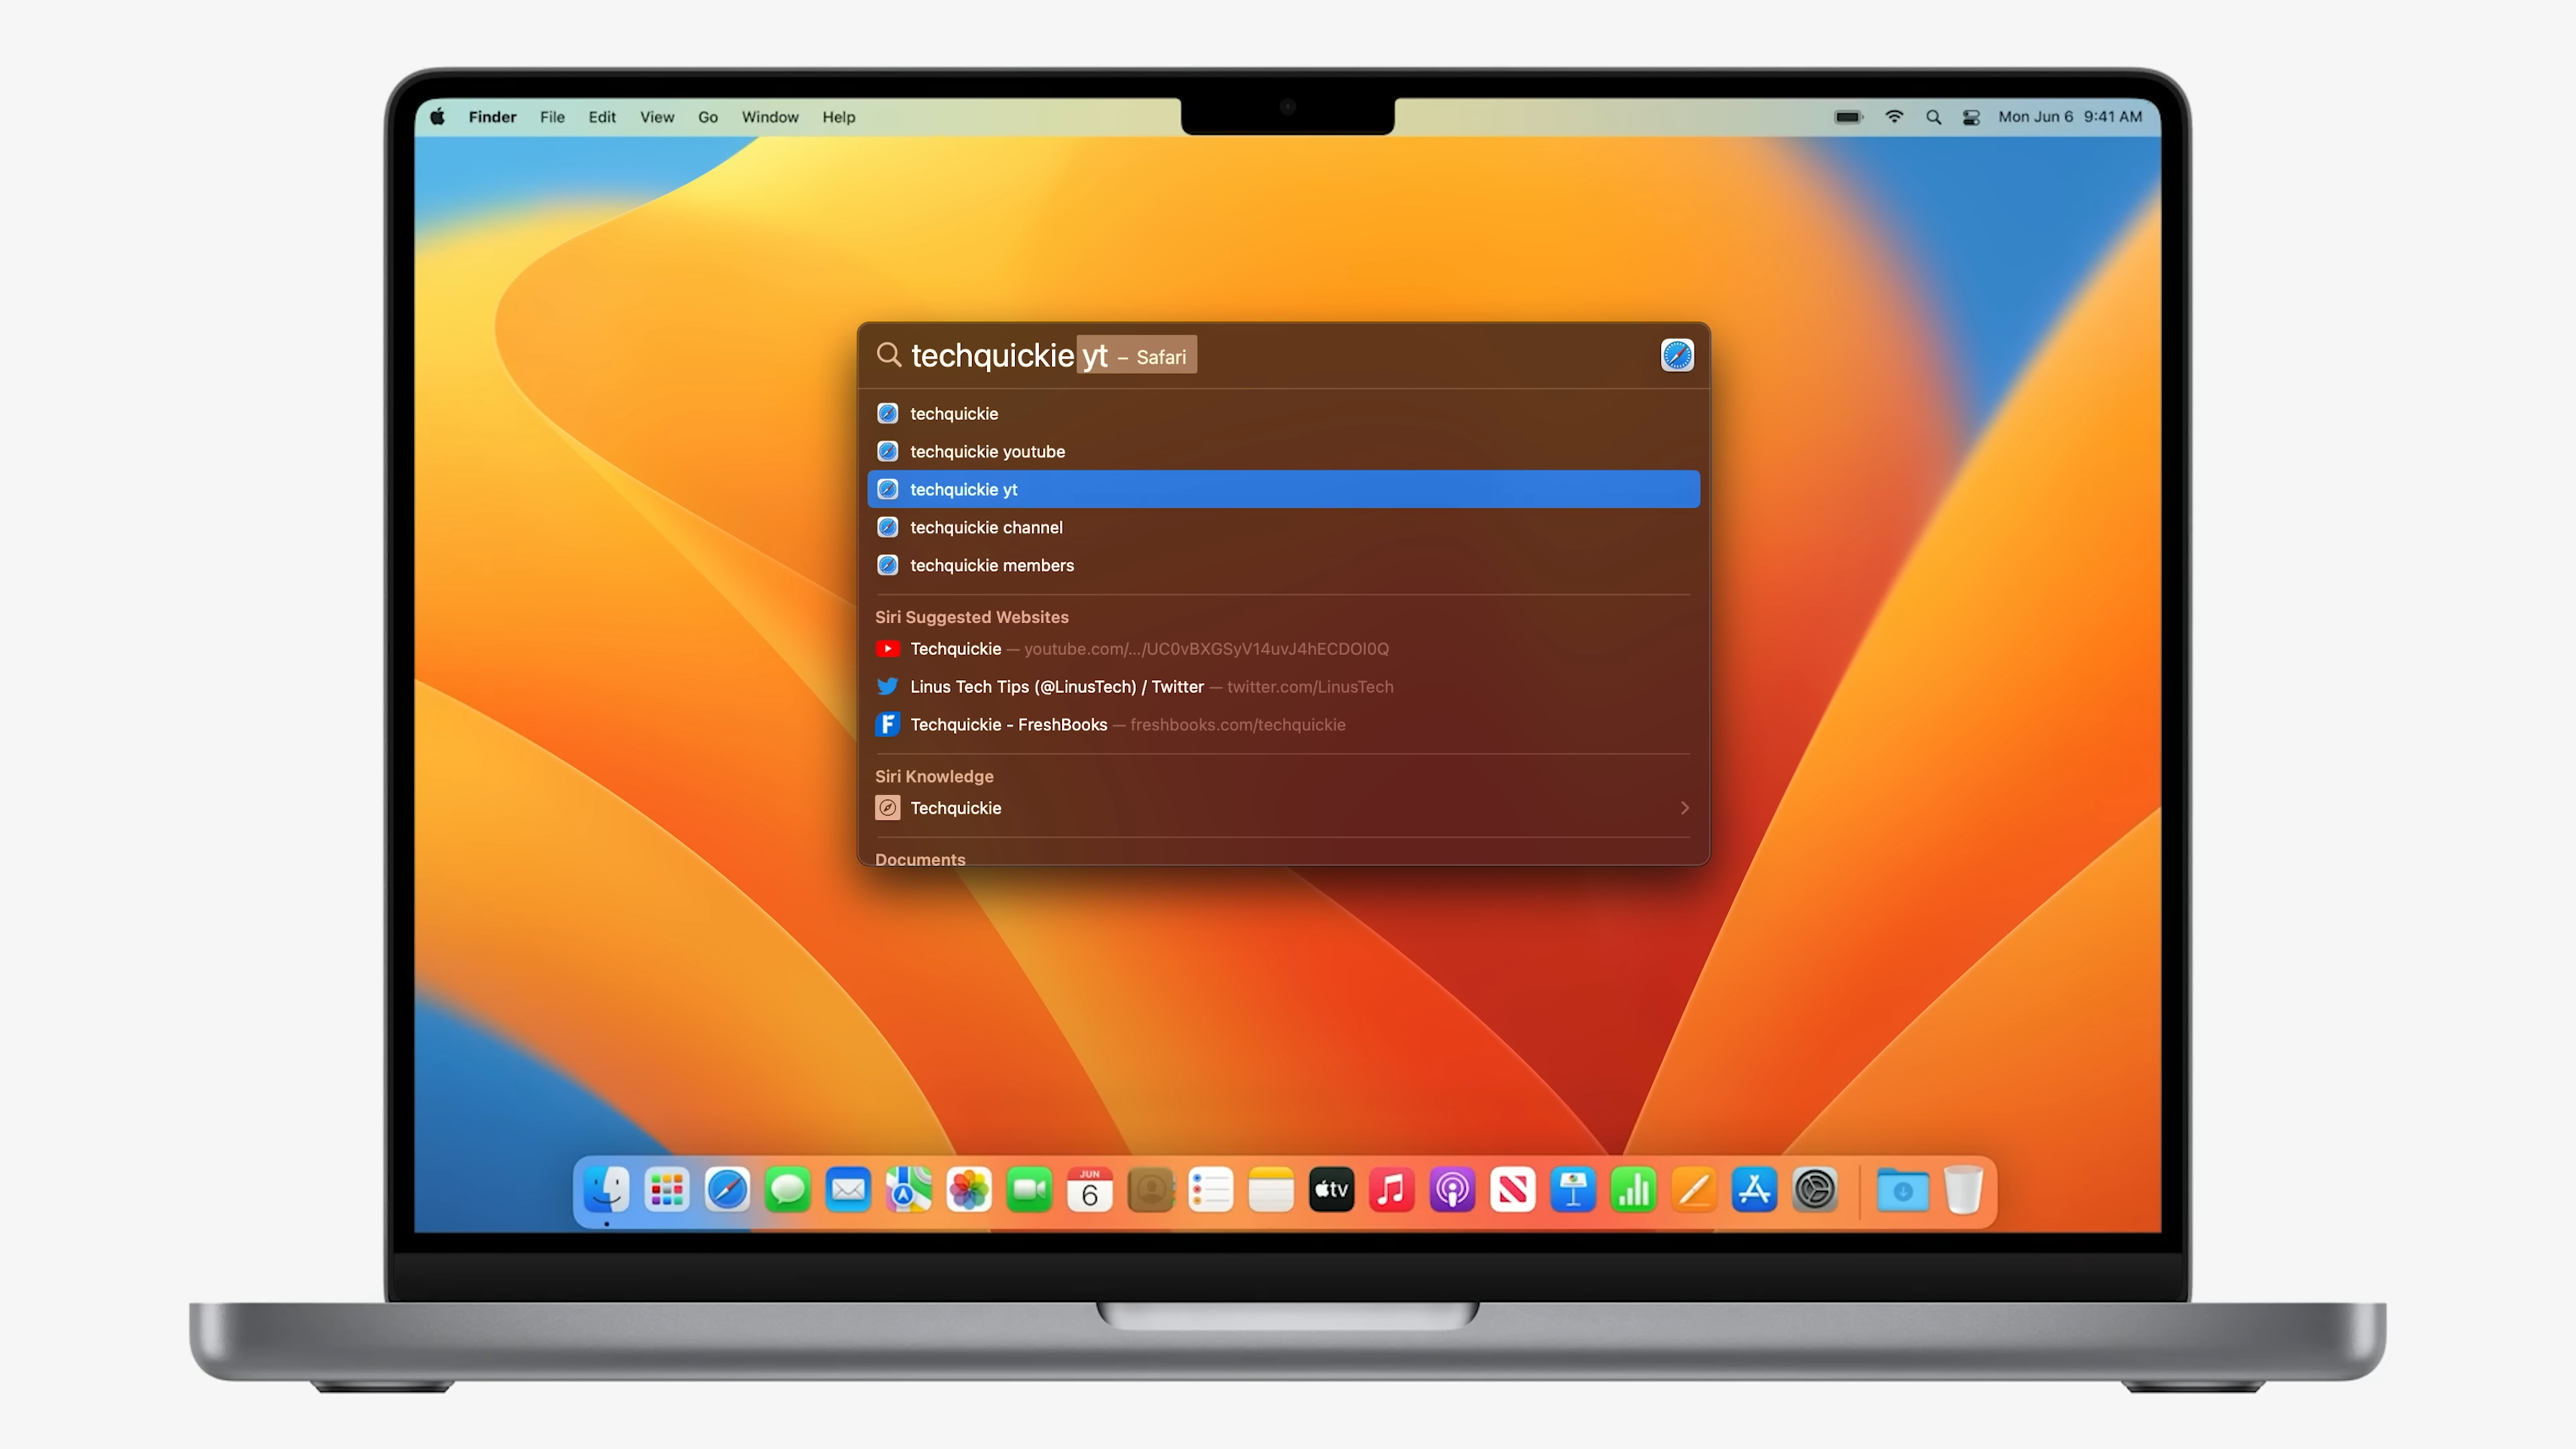 Finder File Edit View Go Window Help Mon Jun 6 9:41 AM
techquickie yt – Safari
techquickie
techquickie youtube
techquickie yt
techquickie channel
techquickie members
Siri Suggested Websites
Techquickie — youtube.com/.../UC0vBXGSyV14uvJ4hECDOl0Q
Linus Tech Tips (@LinusTech) / Twitter — twitter.com/LinusTech
Techquickie - FreshBooks — freshbooks.com/techquickie
Siri Knowledge
Techquickie
Documents
JUN
6
tv